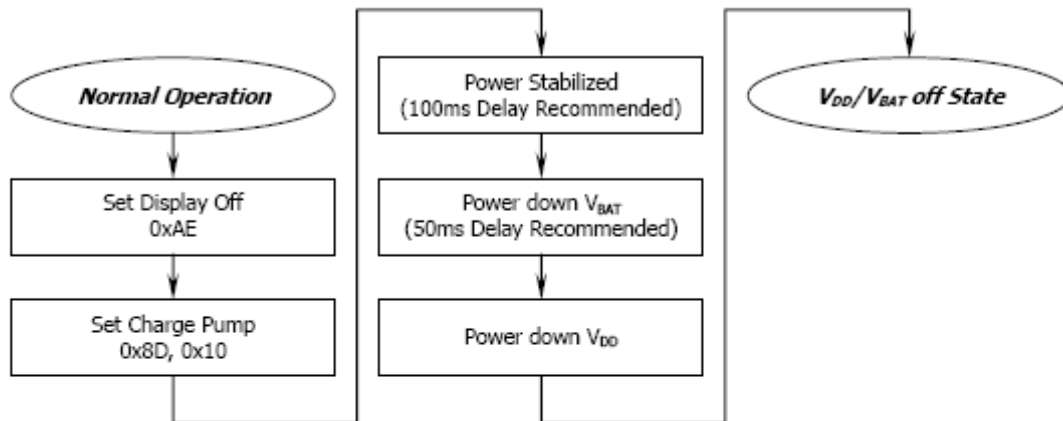 Normal Operation
Set Display Off
0xAE
Set Charge Pump
0x8D, 0x10
Power Stabilized
(100ms Delay Recommended)
Power down VBAT
(50ms Delay Recommended)
Power down VDD
VDD/VBAT off State